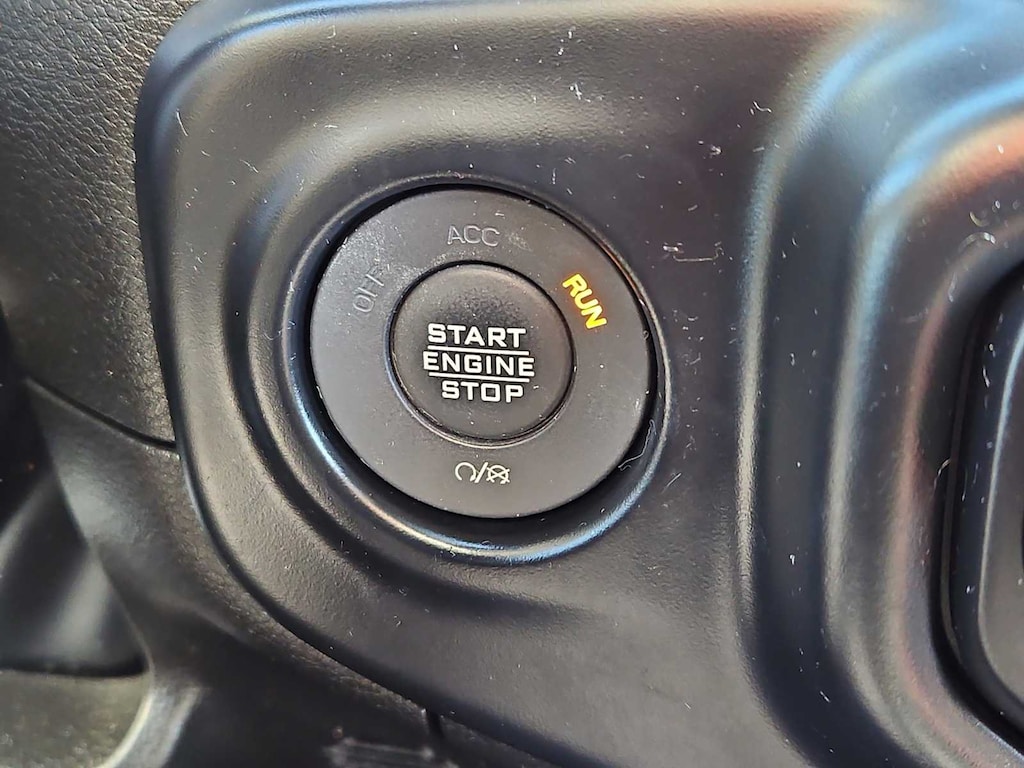 ACC
OFF
RUN
START
ENGINE
STOP